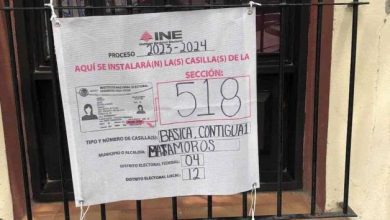 INE
PROCESO 2023-2024
AQUÍ SE INSTALARÁ(N) LA(S) CASILLA(S) DE LA
SECCIÓN:
518
TIPO Y NÚMERO DE CASILLA(S): BASICA, CONTIGUA 1
MUNICIPIO O ALCALDÍA: MATAMOROS
DISTRITO ELECTORAL FEDERAL: 04
DISTRITO ELECTORAL LOCAL: 12